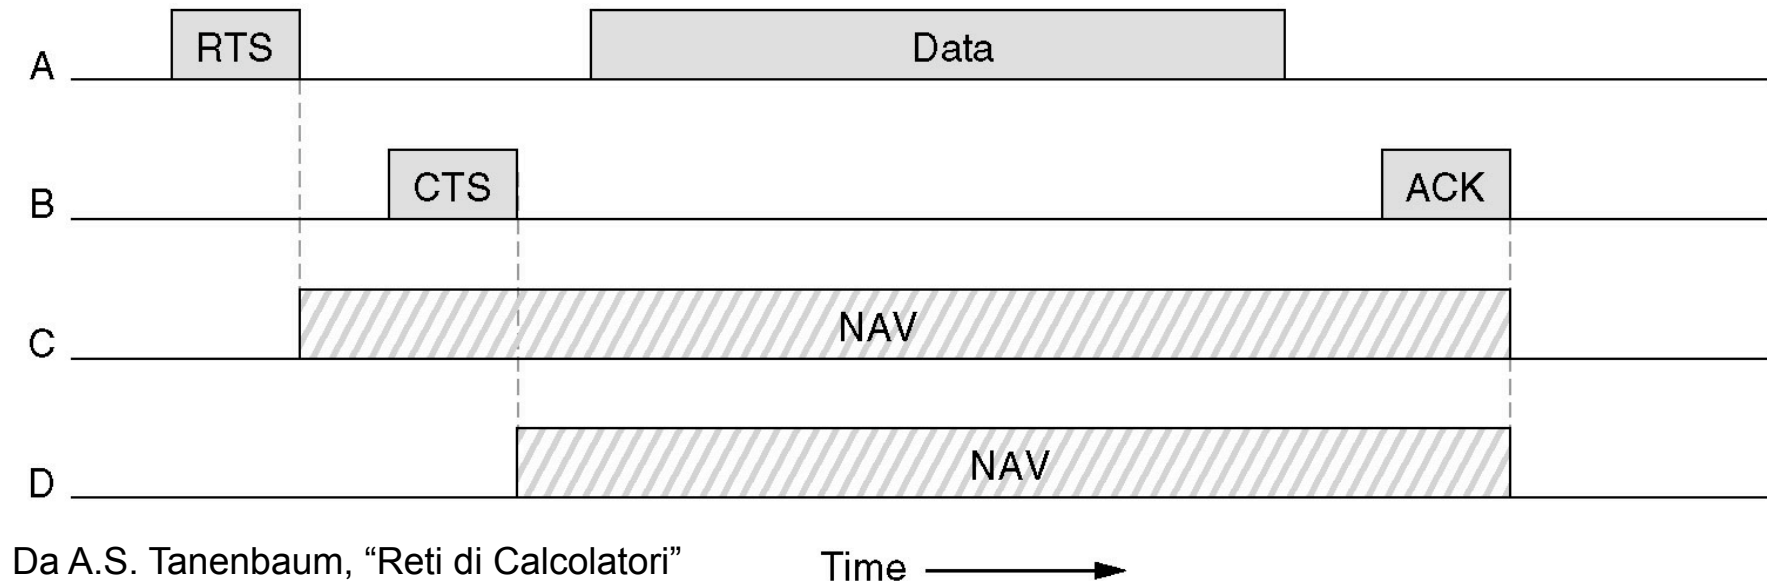 A RTS Data
B CTS ACK
C NAV
D NAV
Da A.S. Tanenbaum, “Reti di Calcolatori”
Time